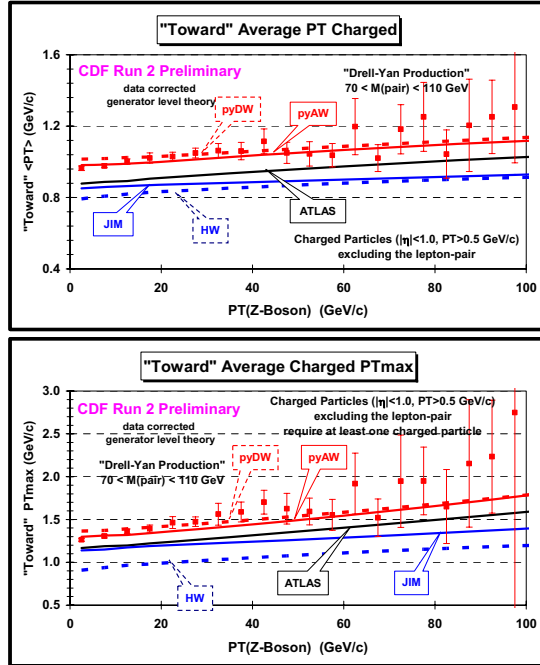 "Toward" Average PT Charged
1.6
CDF Run 2 Preliminary
"Drell-Yan Production"
70 < M(pair) < 110 GeV
data corrected
generator level theory
pyDW
pyAW
"Toward" <PT> (GeV/c)
1.2
0.8
0.4
JIM
HW
ATLAS
Charged Particles (|η|<1.0, PT>0.5 GeV/c)
excluding the lepton-pair
0 20 40 60 80 100
PT(Z-Boson) (GeV/c)
"Toward" Average Charged PTmax
3.0
CDF Run 2 Preliminary
Charged Particles (|η|<1.0, PT>0.5 GeV/c)
excluding the lepton-pair
require at least one charged particle
data corrected
generator level theory
"Drell-Yan Production"
70 < M(pair) < 110 GeV
pyDW
pyAW
"Toward" PTmax (GeV/c)
2.5
2.0
1.5
1.0
0.5
HW
ATLAS
JIM
0 20 40 60 80 100
PT(Z-Boson) (GeV/c)